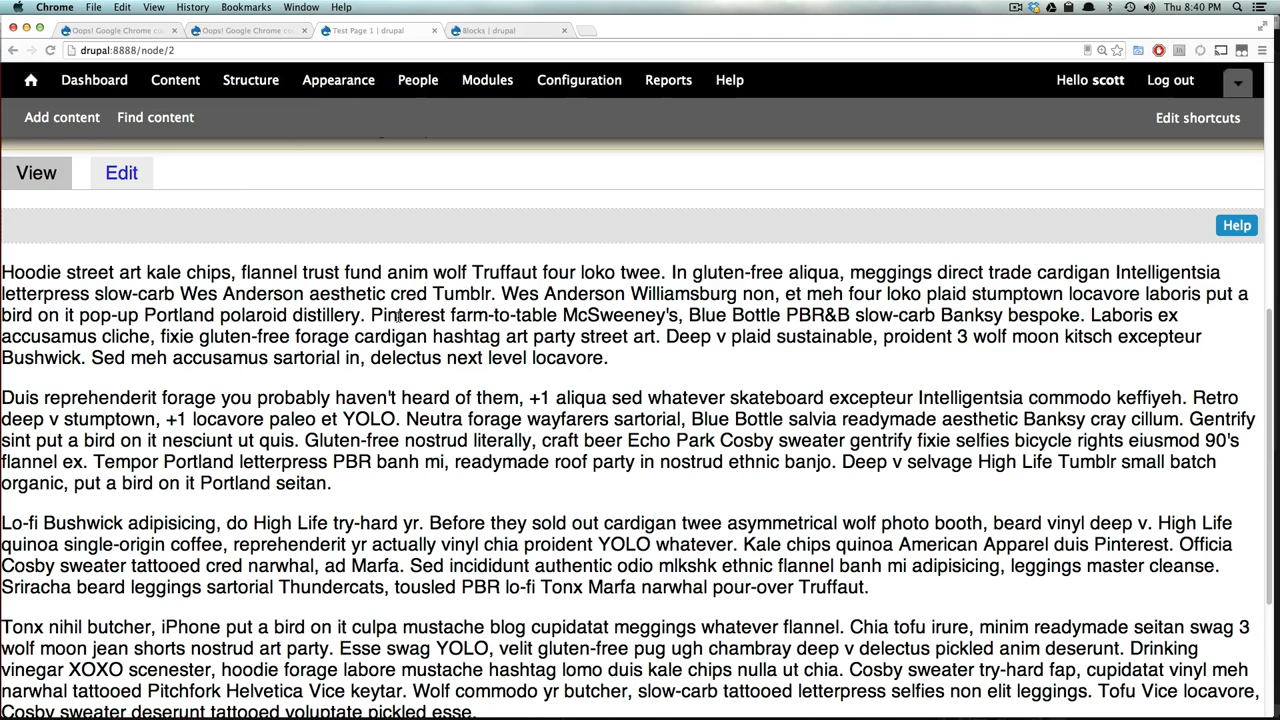 Chrome File Edit View History Bookmarks Window Help Thu 8:40 PM
Oops! Google Chrome co Oops! Google Chrome co Test Page 1 | drupal Blocks | drupal
drupal:8888/node/2
Dashboard Content Structure Appearance People Modules Configuration Reports Help Hello scott Log out
Add content Find content Edit shortcuts
View Edit
Help
Hoodie street art kale chips, flannel trust fund anim wolf Truffaut four loko twee. In gluten-free aliqua, meggings direct trade cardigan Intelligentsia
letterpress slow-carb Wes Anderson aesthetic cred Tumblr. Wes Anderson Williamsburg non, et meh four loko plaid stumptown locavore laboris put a
bird on it pop-up Portland polaroid distillery. Pinterest farm-to-table McSweeney's, Blue Bottle PBR&B slow-carb Banksy bespoke. Laboris ex
accusamus cliche, fixie gluten-free forage cardigan hashtag art party street art. Deep v plaid sustainable, proident 3 wolf moon kitsch excepteur
Bushwick. Sed meh accusamus sartorial in, delectus next level locavore.
Duis reprehenderit forage you probably haven't heard of them, +1 aliqua sed whatever skateboard excepteur Intelligentsia commodo keffiyeh. Retro
deep v stumptown, +1 locavore paleo et YOLO. Neutra forage wayfarers sartorial, Blue Bottle salvia readymade aesthetic Banksy cray cillum. Gentrify
sint put a bird on it nesciunt ut quis. Gluten-free nostrud literally, craft beer Echo Park Cosby sweater gentrify fixie selfies bicycle rights eiusmod 90's
flannel ex. Tempor Portland letterpress PBR banh mi, readymade roof party in nostrud ethnic banjo. Deep v selvage High Life Tumblr small batch
organic, put a bird on it Portland seitan.
Lo-fi Bushwick adipisicing, do High Life try-hard yr. Before they sold out cardigan twee asymmetrical wolf photo booth, beard vinyl deep v. High Life
quinoa single-origin coffee, reprehenderit yr actually vinyl chia proident YOLO whatever. Kale chips quinoa American Apparel duis Pinterest. Officia
Cosby sweater tattooed cred narwhal, ad Marfa. Sed incididunt authentic odio mlkshk ethnic flannel banh mi adipisicing, leggings master cleanse.
Sriracha beard leggings sartorial Thundercats, tousled PBR lo-fi Tonx Marfa narwhal pour-over Truffaut.
Tonx nihil butcher, iPhone put a bird on it culpa mustache blog cupidatat meggings whatever flannel. Chia tofu irure, minim readymade seitan swag 3
wolf moon jean shorts nostrud art party. Esse swag YOLO, velit gluten-free pug ugh chambray deep v delectus pickled anim deserunt. Drinking
vinegar XOXO scenester, hoodie forage labore mustache hashtag lomo duis kale chips nulla ut chia. Cosby sweater try-hard fap, cupidatat vinyl meh
narwhal tattooed Pitchfork Helvetica Vice keytar. Wolf commodo yr butcher, slow-carb tattooed letterpress selfies non elit leggings. Tofu Vice locavore,
Cosby sweater deserunt tattooed voluptate pickled esse.